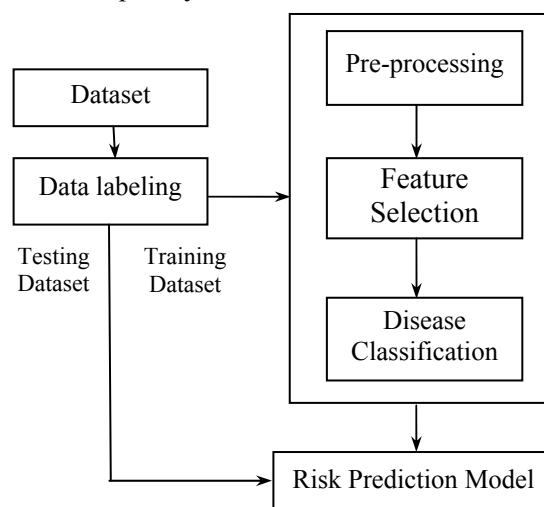 Pre-processing
Dataset
Data labeling
Feature
Selection
Testing
Dataset
Training
Dataset
Disease
Classification
Risk Prediction Model